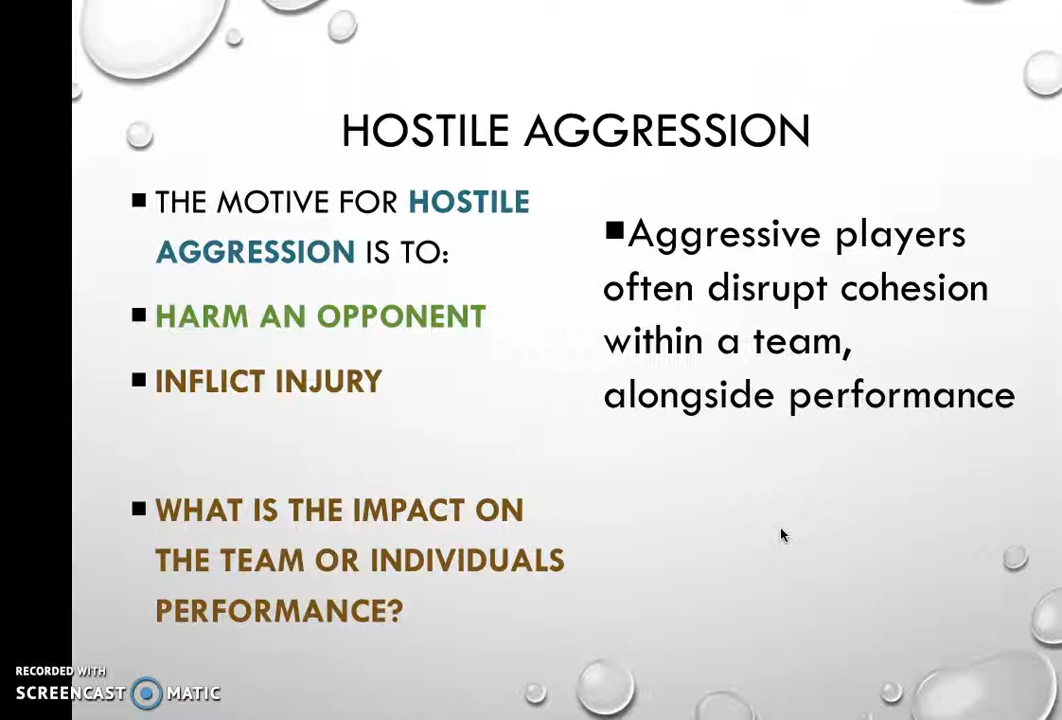 HOSTILE AGGRESSION
■ THE MOTIVE FOR HOSTILE
AGGRESSION IS TO:
■ HARM AN OPPONENT
■ INFLICT INJURY
■ WHAT IS THE IMPACT ON
THE TEAM OR INDIVIDUALS
PERFORMANCE?
■Aggressive players
often disrupt cohesion
within a team,
alongside performance
RECORDED WITH
SCREENCAST MATIC